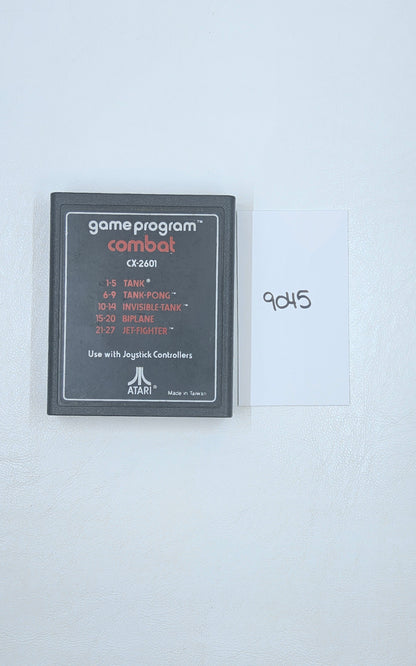 game program™
combat
CX-2601
1-5 TANK®
6-9 TANK-PONG™
10-14 INVISIBLE-TANK™
15-20 BIPLANE
21-27 JET-FIGHTER™
Use with Joystick Controllers
ATARI®
Made in Taiwan
9045